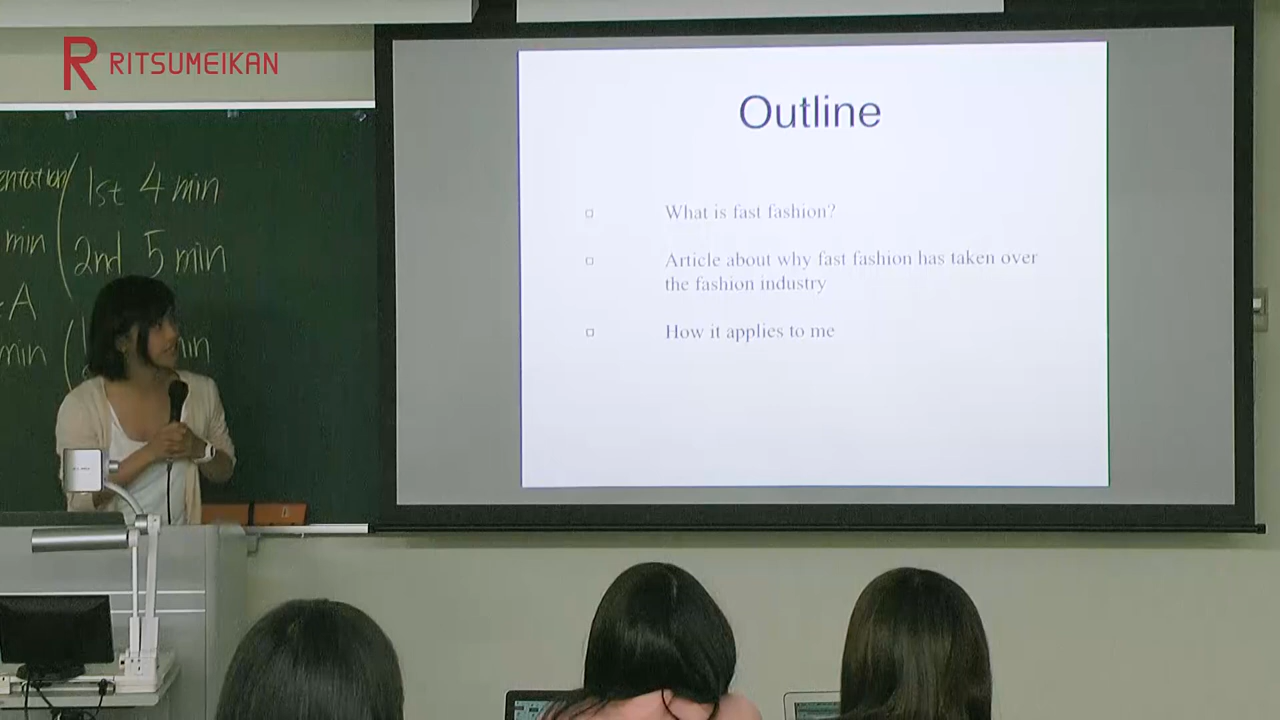 RITSUMEIKAN
1st 4 min
min
2nd 5 min
A
min
Outline
What is fast fashion?
Article about why fast fashion has taken over
the fashion industry
How it applies to me